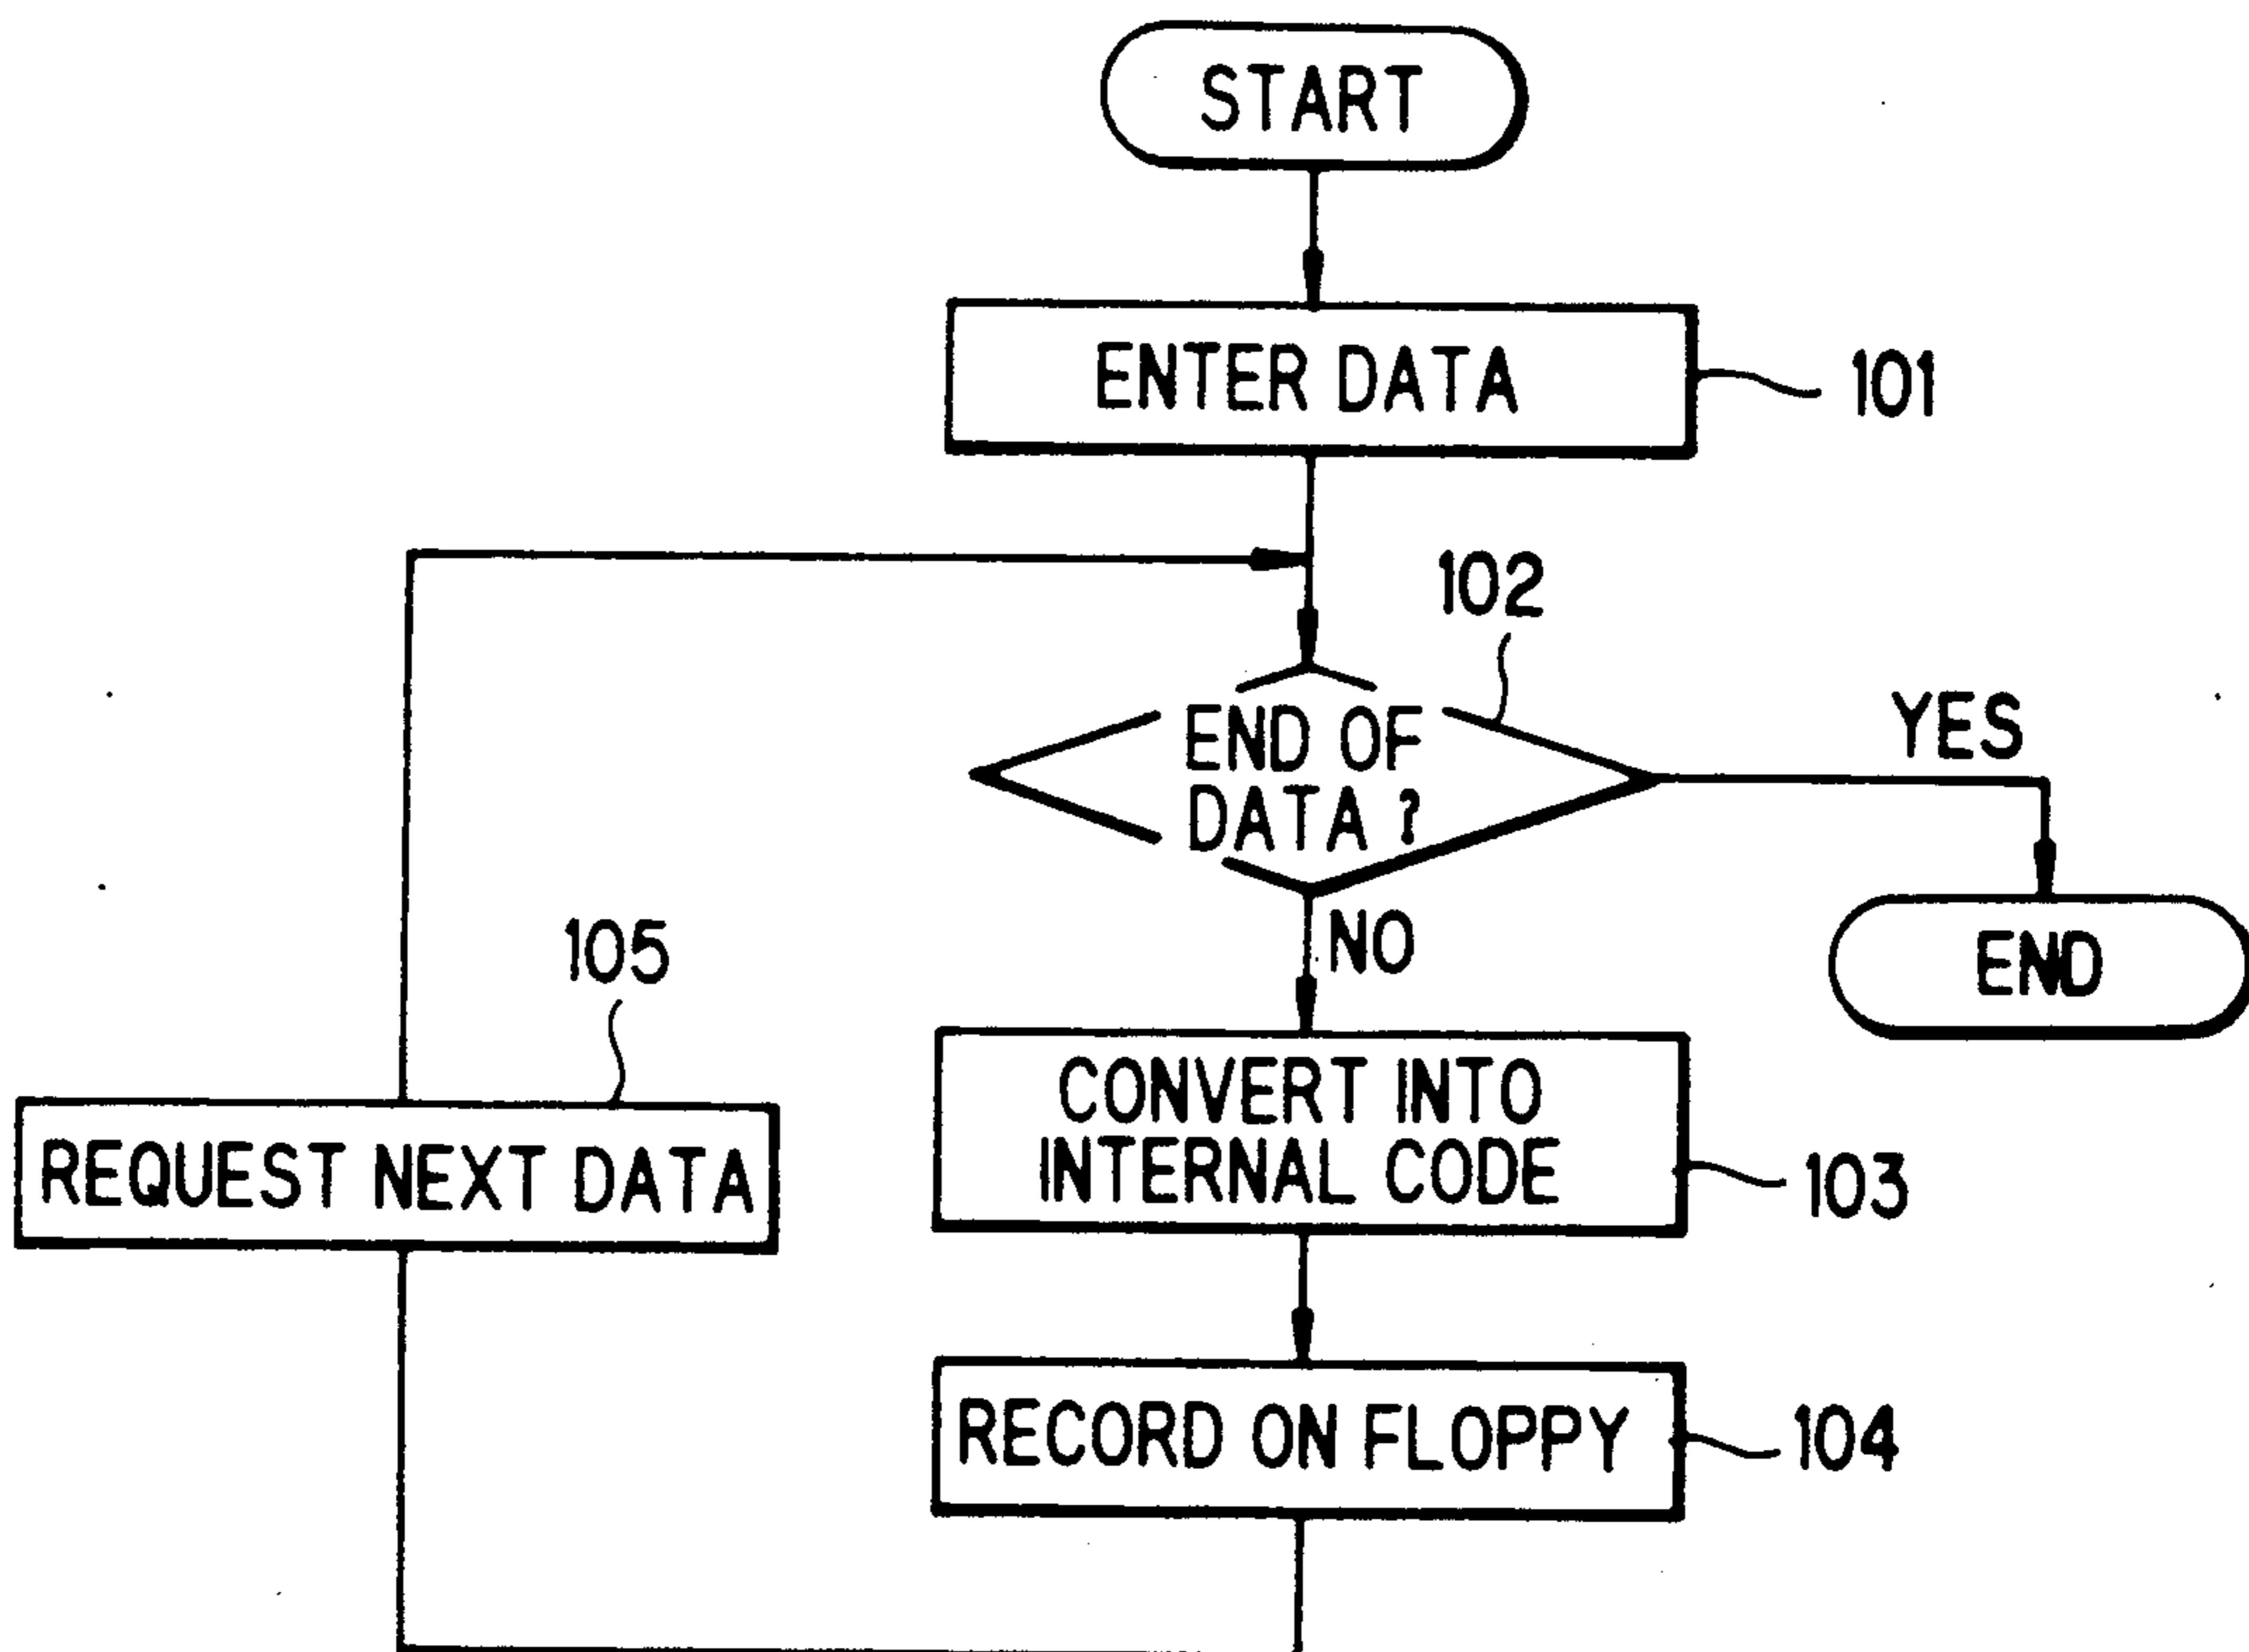 START
ENTER DATA
101
102
END OF
DATA ?
YES
NO
END
105
CONVERT INTO
INTERNAL CODE
103
REQUEST NEXT DATA
RECORD ON FLOPPY
104